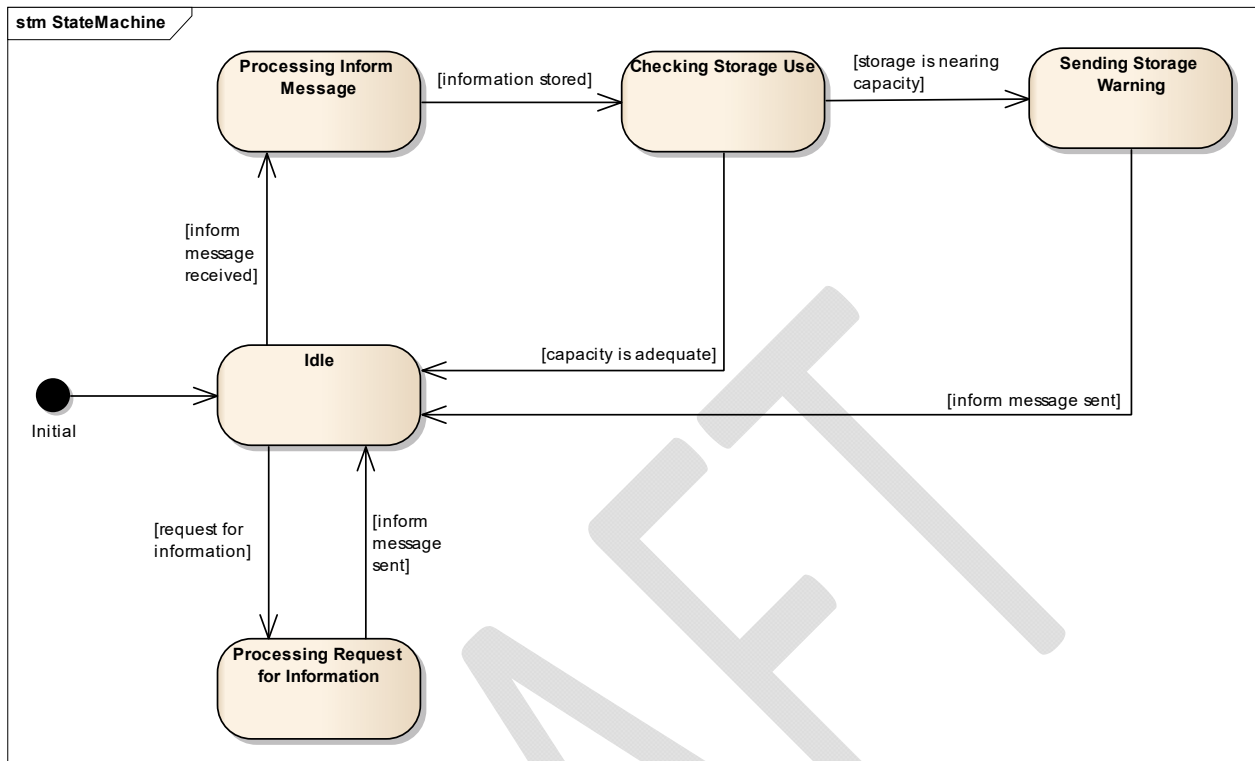 stm StateMachine
Processing Inform
Message
[information stored]
Checking Storage Use
[storage is nearing
capacity]
Sending Storage
Warning
[inform
message
received]
Idle
[capacity is adequate]
[inform message sent]
Initial
[request for
information]
[inform
message
sent]
Processing Request
for Information